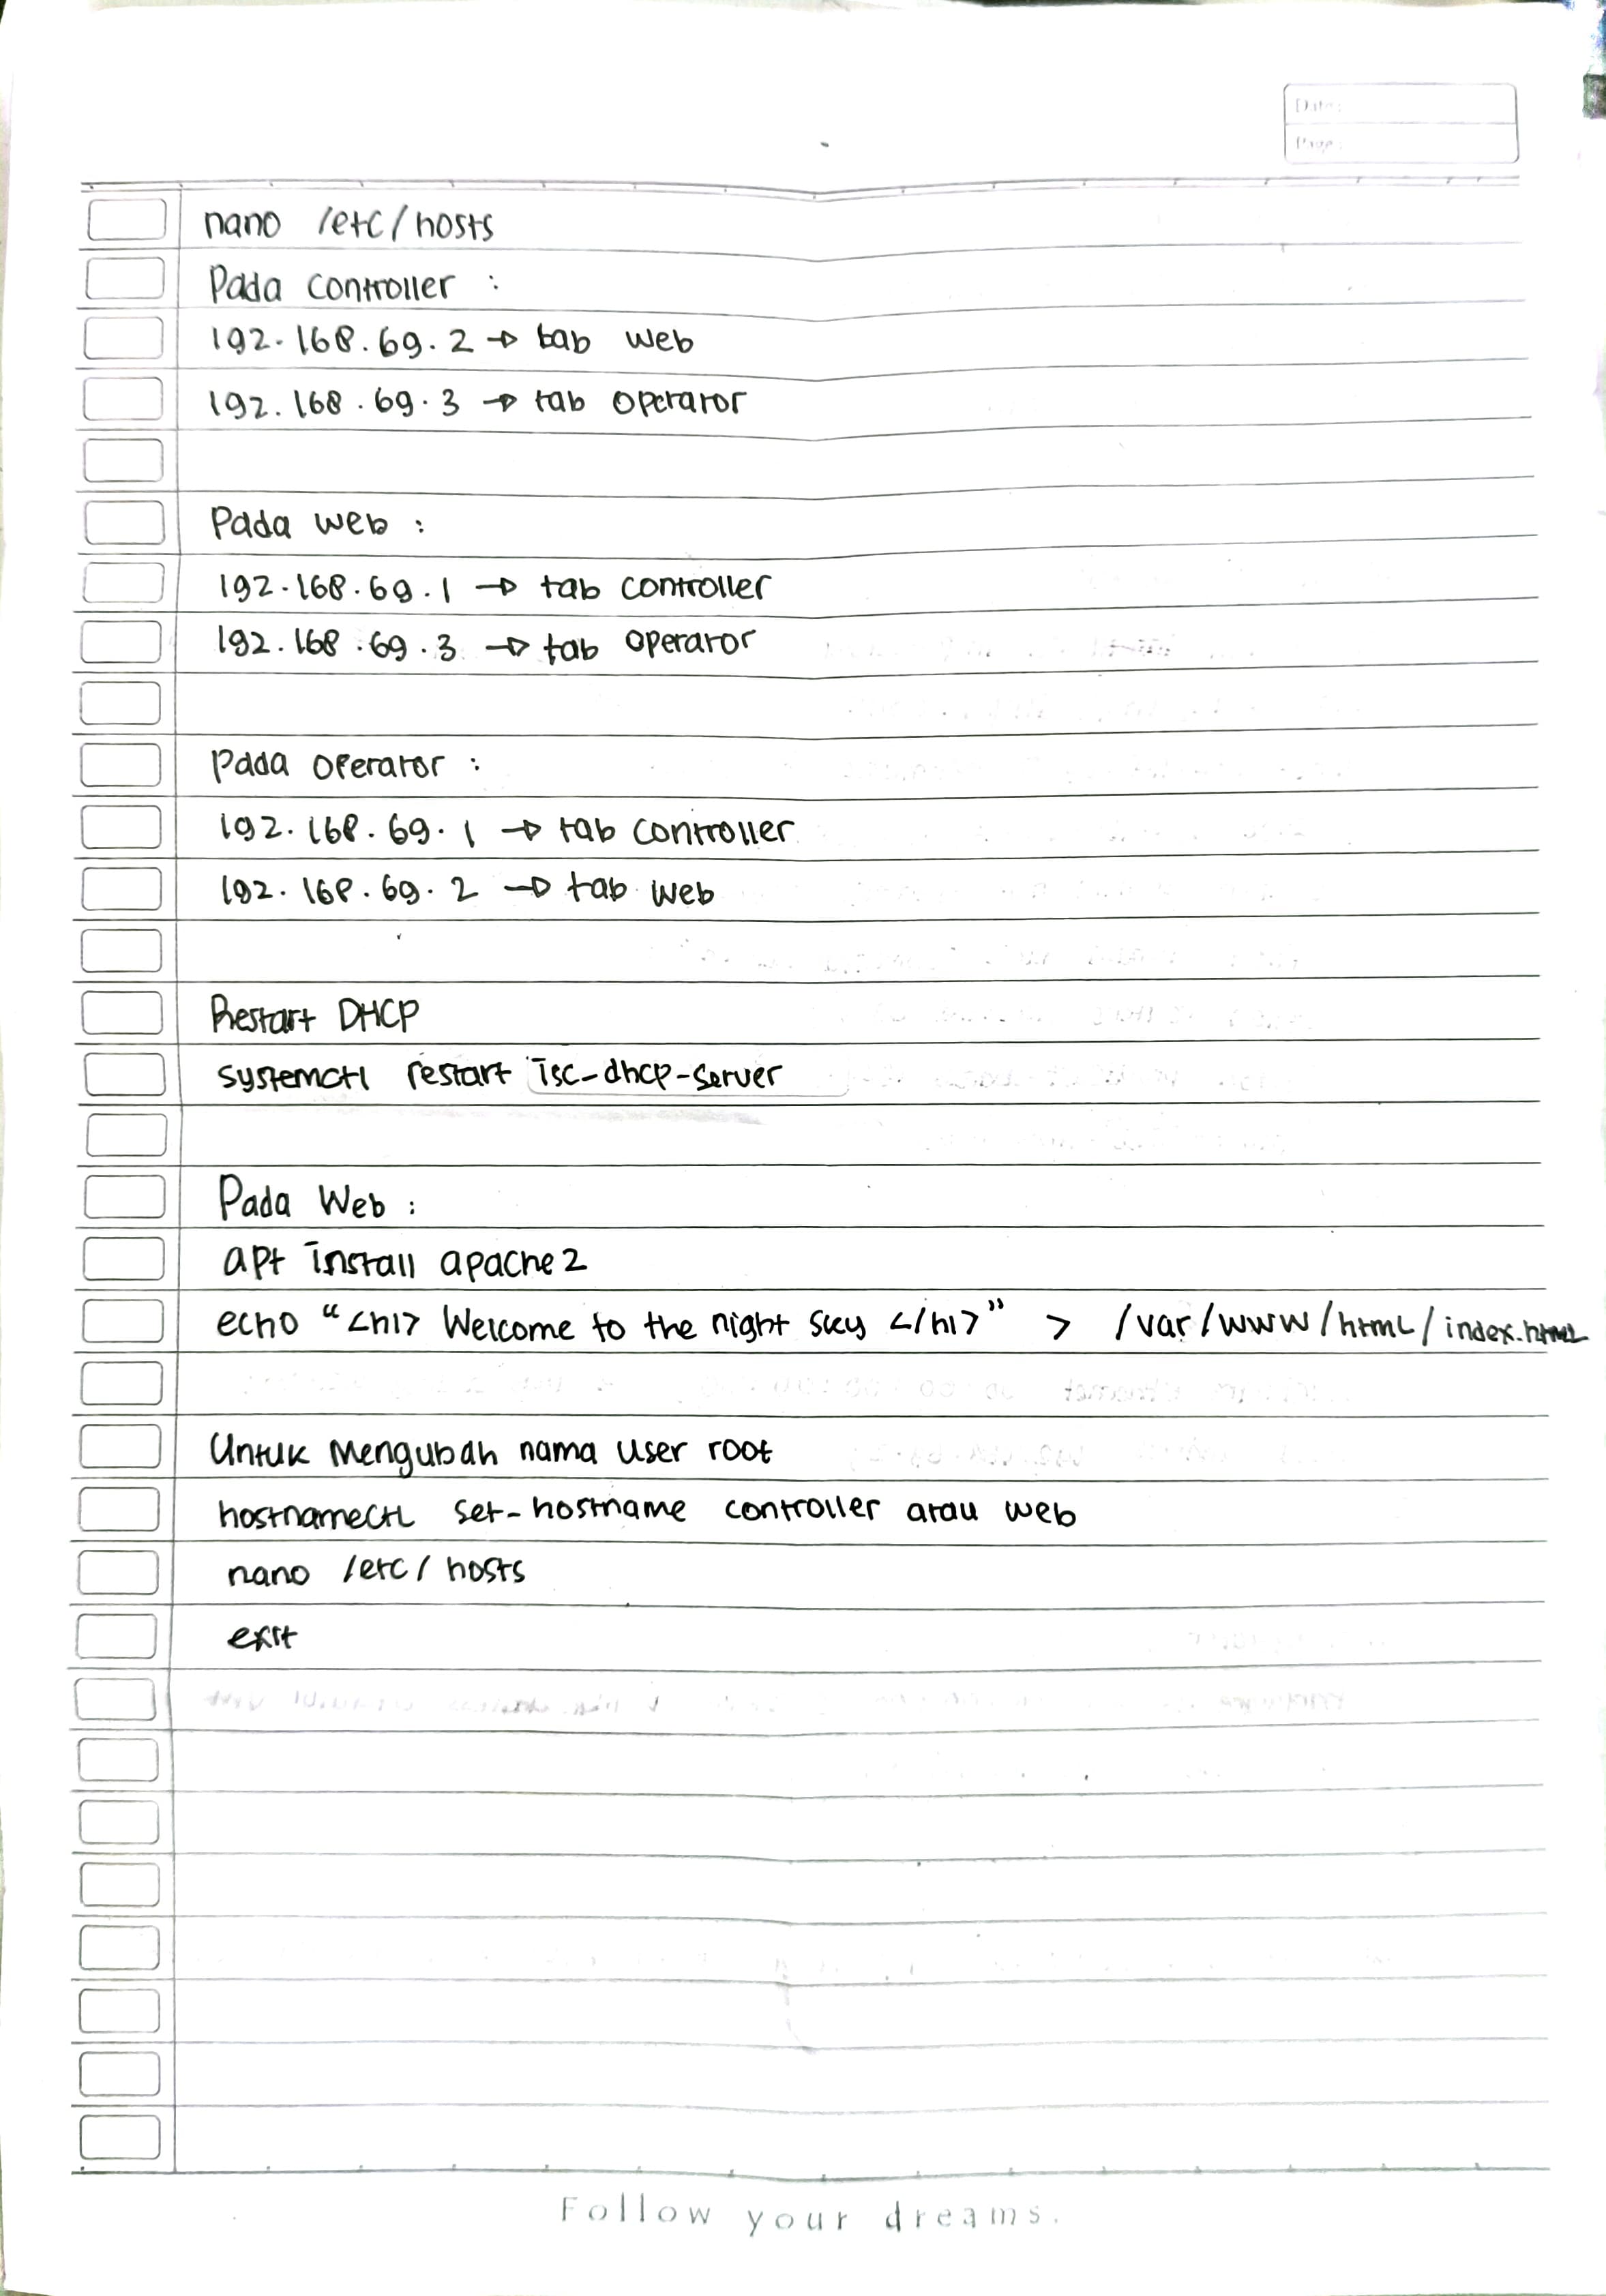 Date:
Page:
nano /etc/hosts
Pada controller :
192.168.69.2 → tab web
192.168.69.3 → tab operator
Pada web :
192.168.69.1 → tab controller
192.168.69.3 → tab operator
Pada operator :
192.168.69.1 → tab controller
192.168.69.2 → tab web
Restart DHCP
systemctl restart isc-dhcp-server
Pada Web :
apt install apache2
echo “<h1> Welcome to the night sky </h1>” > /var/www/html/index.html
Untuk mengubah nama user root
hostnamectl set-hostname controller atau web
nano /etc/hosts
exit
Follow your dreams.